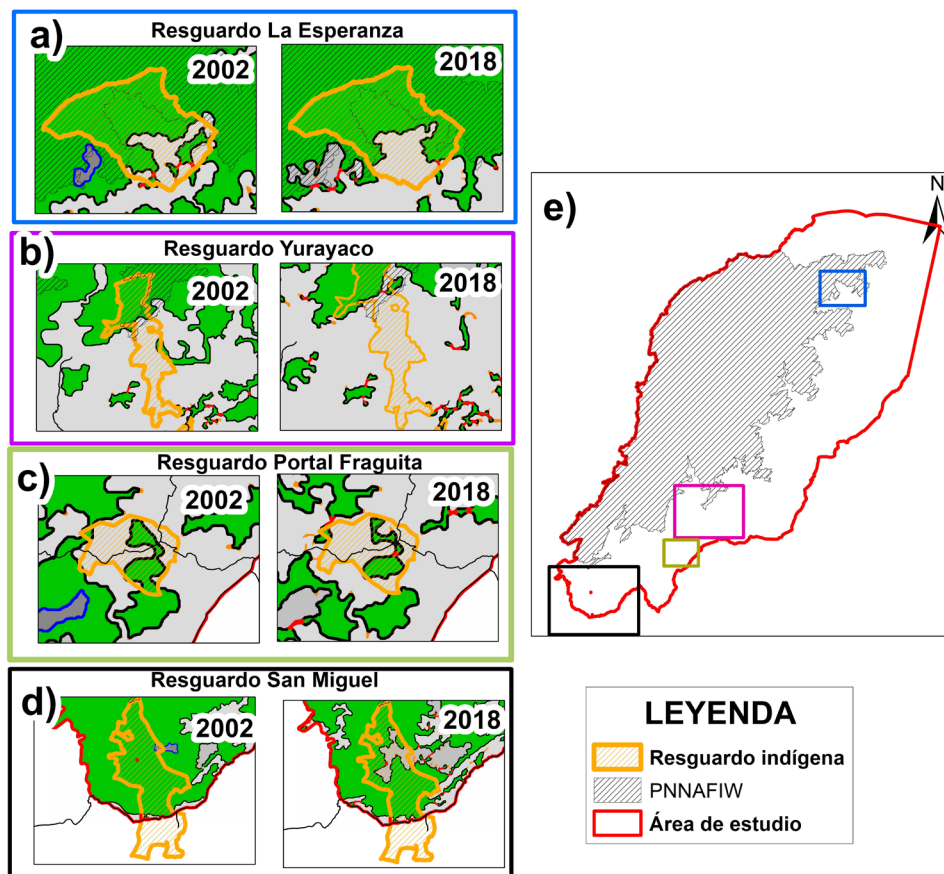 a)
Resguardo La Esperanza
2002
2018
b)
Resguardo Yurayaco
2002
2018
c)
Resguardo Portal Fraguita
2002
2018
d)
Resguardo San Miguel
2002
2018
e)
N
LEYENDA
Resguardo indígena
PNNAFIW
Área de estudio